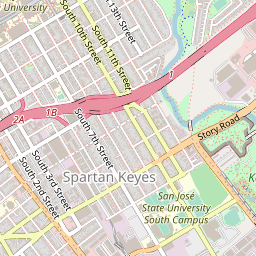 State
University
South 10th Street
South 11th Street
South 13th Street
1
1B
2A
Story Road
South 7th Street
South 3rd Street
South 2nd Street
Spartan Keyes
San José
State University
South Campus